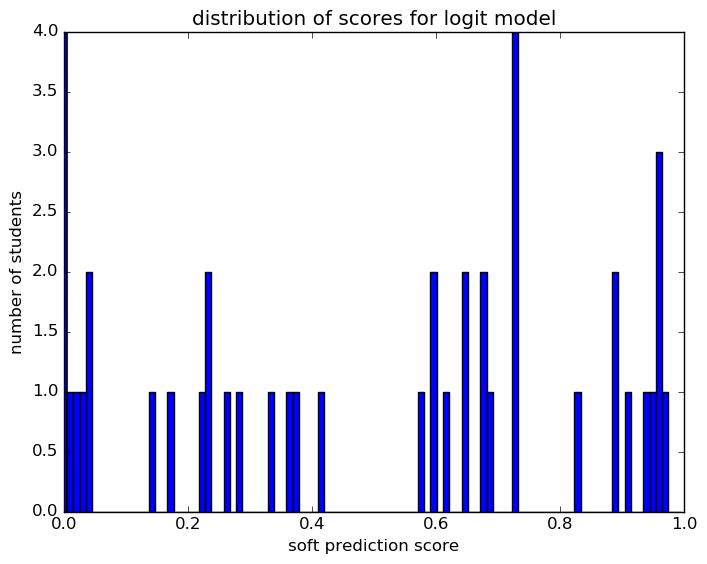 distribution of scores for logit model
4.0
3.5
3.0
2.5
2.0
1.5
1.0
0.5
0.0
number of students
0.0 0.2 0.4 0.6 0.8 1.0
soft prediction score